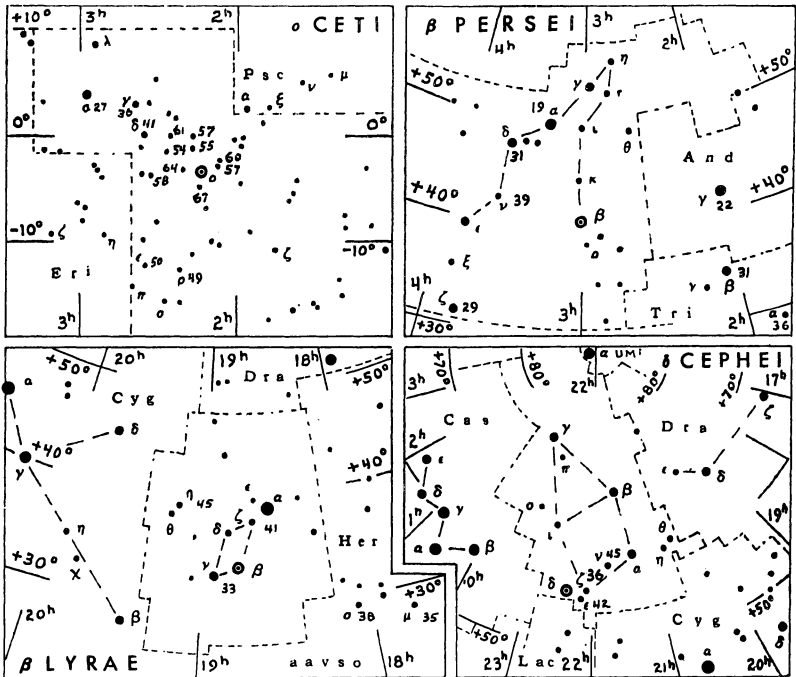 +10° 3h 2h ο CETI
λ
Psc ν μ
α 27 γ 36 α ξ
0° δ 41 61 57 0°
54 55
64 ο 60 57
58
67
-10° ζ η ζ -10°
ε 50
Eri ρ 49
π
σ
3h 2h
β PERSEI
4h 3h 2h
+50° η +50°
γ
19 α τ
δ ι θ
31 And
κ
+40° ν 39 γ 22 +40°
ε β
ξ ρ
4h 31
ζ 29 γ β
+30° 3h Tri 2h α 36
+50° 20h 19h 18h
Dra +50°
α Cyg
δ
+40° +40°
γ
η 45 ε α
θ ζ 41
η δ Her
χ γ 33 β
+30° +30°
ο 38 μ 35
20h β
β LYRAE 19h aavso 18h
+70° +80° α UMi δ CEPHEI
3h 22h +80° +70° 17h
Cas ζ
γ Dra
2h ε π
δ β ε δ
1h γ ο
ι 19h
α β θ
ν 45 η
0h δ ζ 36 α
ε 42 Cyg +50°
+50° δ
Lac α
23h 22h 21h 20h